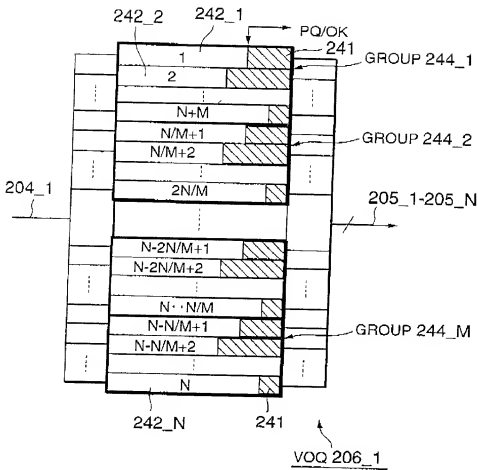 242_1
242_2
PQ/OK
241
1
GROUP 244_1
2
N+M
N/M+1
GROUP 244_2
N/M+2
204_1
2N/M
205_1-205_N
N-2N/M+1
N-2N/M+2
N··N/M
N-N/M+1
GROUP 244_M
N-N/M+2
N
242_N
241
VOQ 206_1